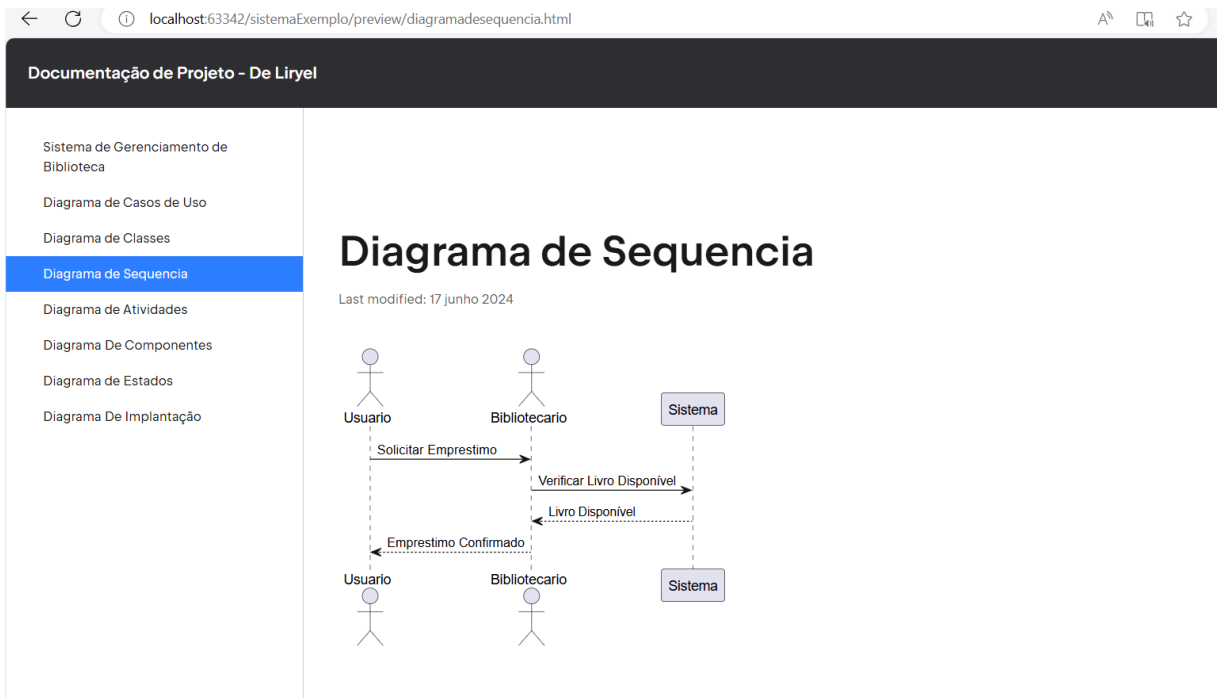 localhost:63342/sistemaExemplo/preview/diagramadesequencia.html
Documentação de Projeto - De Liryel
Sistema de Gerenciamento de
Biblioteca
Diagrama de Casos de Uso
Diagrama de Classes
Diagrama de Sequencia
Diagrama de Atividades
Diagrama De Componentes
Diagrama de Estados
Diagrama De Implantação
Diagrama de Sequencia
Last modified: 17 junho 2024
Usuario
Bibliotecario
Sistema
Solicitar Emprestimo
Verificar Livro Disponível
Livro Disponível
Emprestimo Confirmado
Usuario
Bibliotecario
Sistema